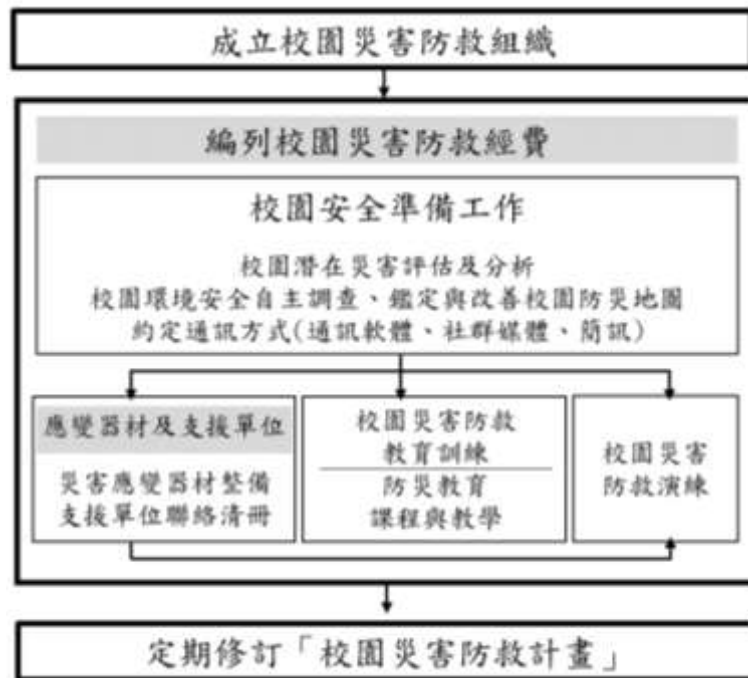 成立校園災害防救組織
編列校園災害防救經費
校園安全準備工作
校園潛在災害評估及分析
校園環境安全自主調查、鑑定與改善校園防災地圖
約定通訊方式(通訊軟體、社群媒體、簡訊)
應變器材及支援單位
災害應變器材整備
支援單位聯絡清冊
校園災害防救
教育訓練
防災教育
課程與教學
校園災害
防救演練
定期修訂「校園災害防救計畫」